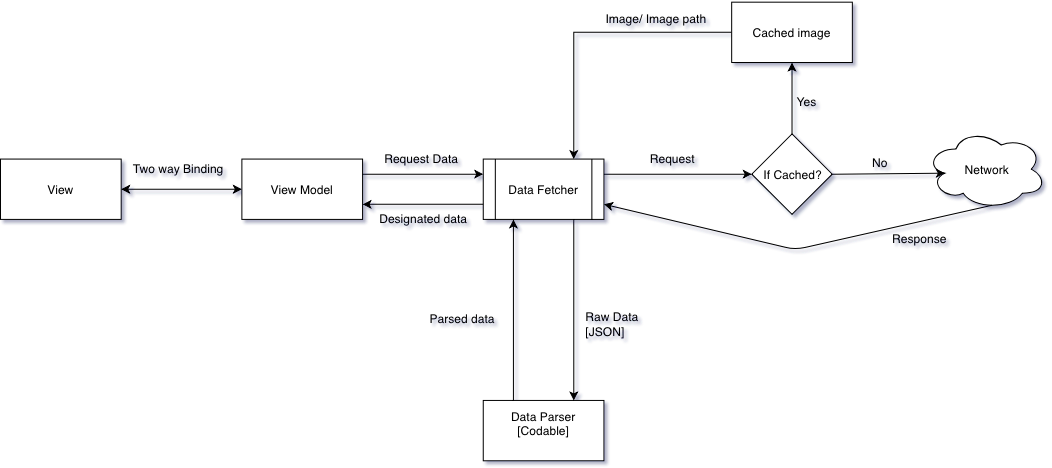 Image/ Image path
Cached image
Yes
Two way Binding
Request Data
Request
No
View
View Model
Data Fetcher
If Cached?
Network
Designated data
Response
Parsed data
Raw Data
[JSON]
Data Parser
[Codable]